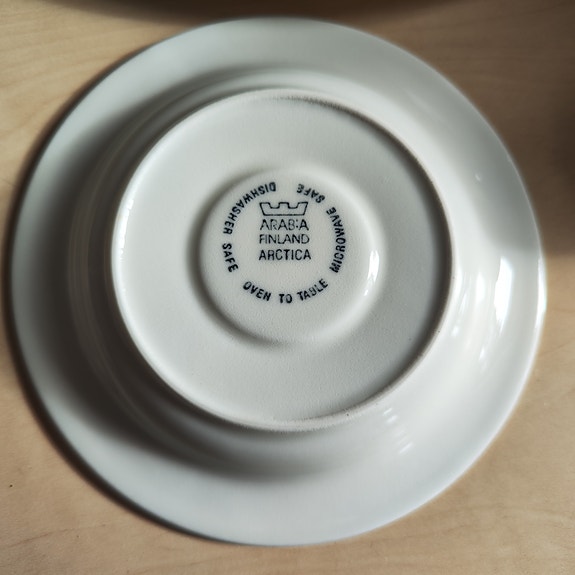 ARABIA
FINLAND
ARCTICA
DISHWASHER SAFE OVEN TO TABLE MICROWAVE SAFE